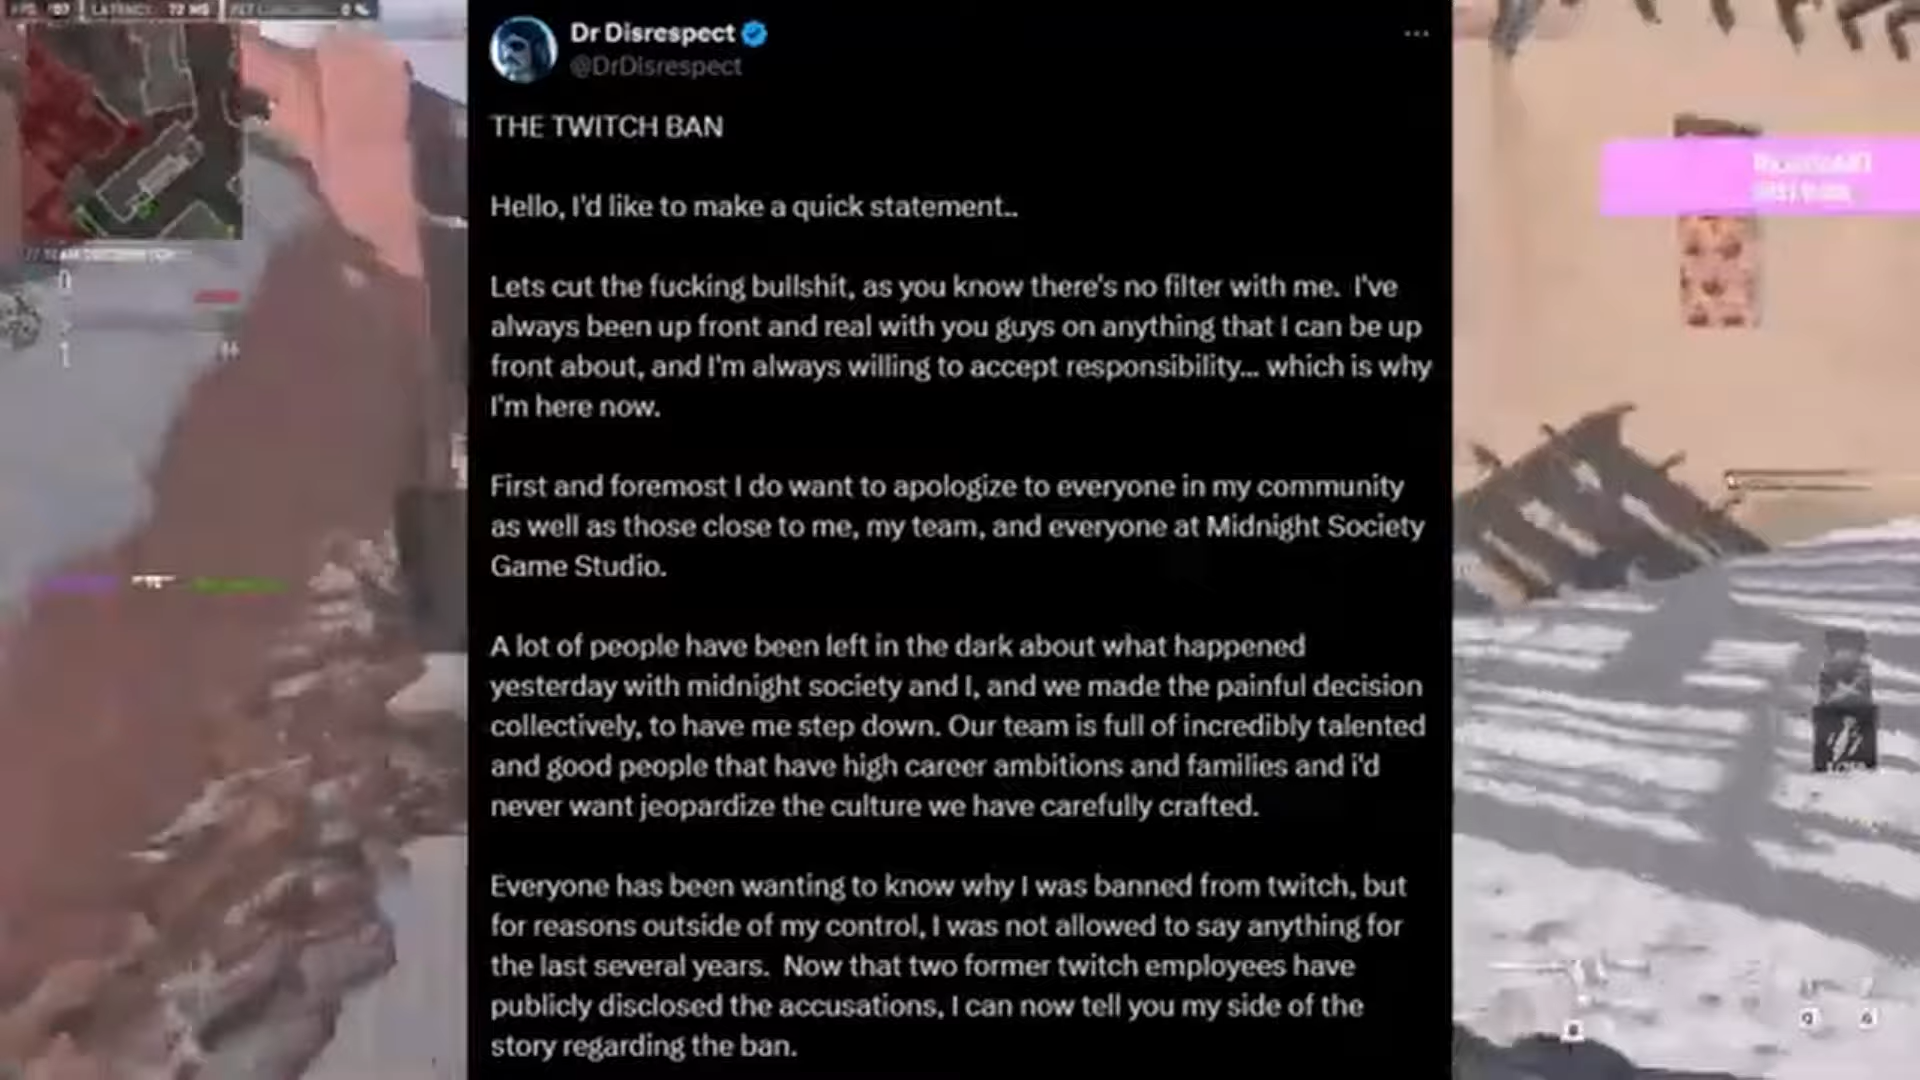 LATENCY: 72 MS
Dr Disrespect
@DrDisrespect
THE TWITCH BAN
Hello, I'd like to make a quick statement..
Lets cut the fucking bullshit, as you know there's no filter with me.  I've
always been up front and real with you guys on anything that I can be up
front about, and I'm always willing to accept responsibility... which is why
I'm here now.
First and foremost I do want to apologize to everyone in my community
as well as those close to me, my team, and everyone at Midnight Society
Game Studio.
A lot of people have been left in the dark about what happened
yesterday with midnight society and I, and we made the painful decision
collectively, to have me step down. Our team is full of incredibly talented
and good people that have high career ambitions and families and i'd
never want jeopardize the culture we have carefully crafted.
Everyone has been wanting to know why I was banned from twitch, but
for reasons outside of my control, I was not allowed to say anything for
the last several years.  Now that two former twitch employees have
publicly disclosed the accusations, I can now tell you my side of the
story regarding the ban.